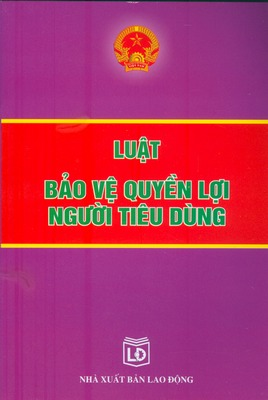 LUẬT
BẢO VỆ QUYỀN LỢI
NGƯỜI TIÊU DÙNG
LĐ
NHÀ XUẤT BẢN LAO ĐỘNG